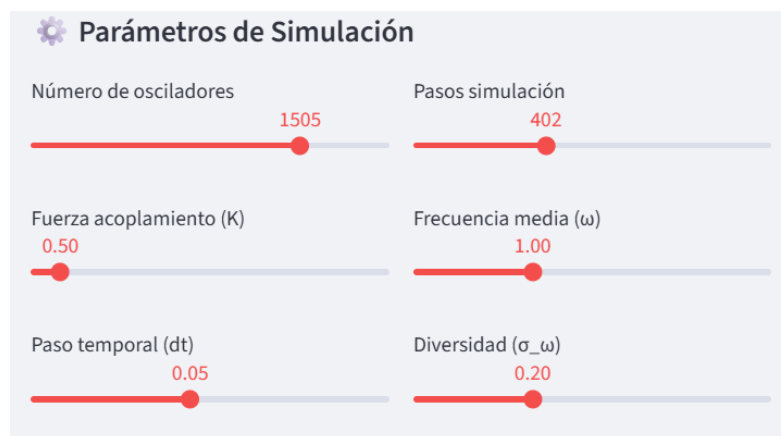 Parámetros de Simulación
Número de osciladores
1505
Pasos simulación
402
Fuerza acoplamiento (K)
0.50
Frecuencia media (ω)
1.00
Paso temporal (dt)
0.05
Diversidad (σ_ω)
0.20